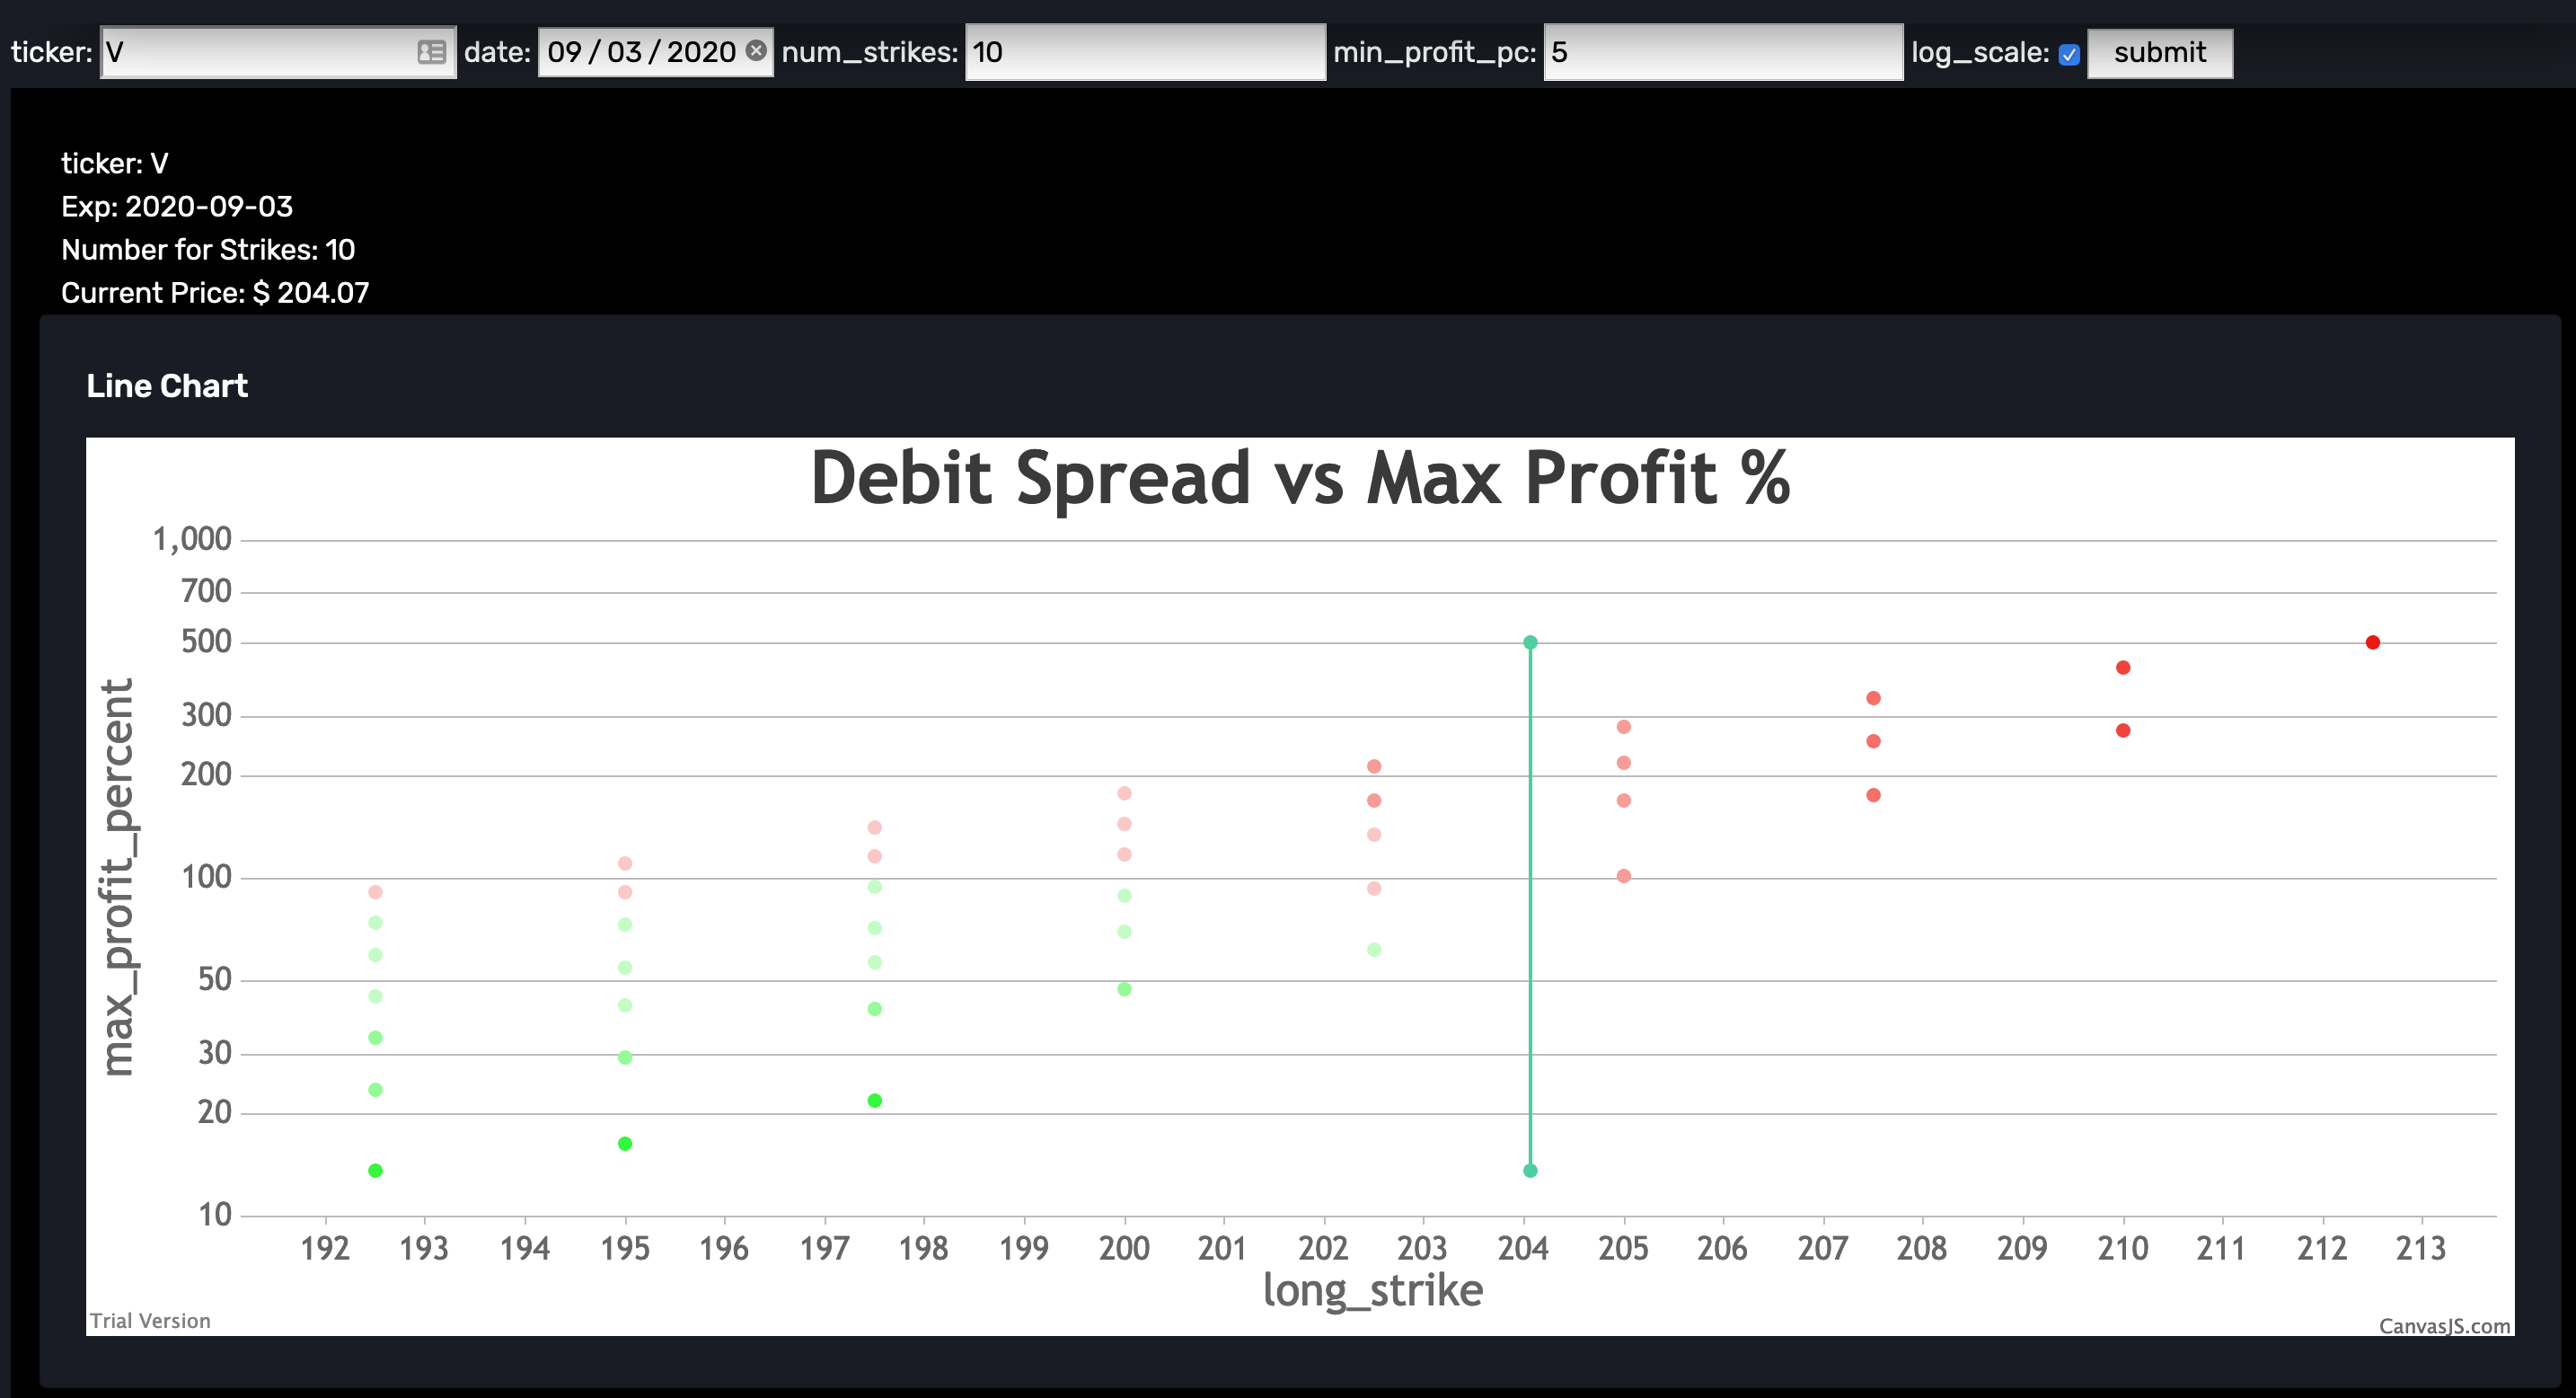 ticker: V date: 09/03/2020 num_strikes: 10 min_profit_pc: 5 log_scale: submit
ticker: V
Exp: 2020-09-03
Number for Strikes: 10
Current Price: $ 204.07
Line Chart
Debit Spread vs Max Profit %
max_profit_percent
1,000
700
500
300
200
100
50
30
20
10
192 193 194 195 196 197 198 199 200 201 202 203 204 205 206 207 208 209 210 211 212 213
long_strike
Trial Version
CanvasJS.com